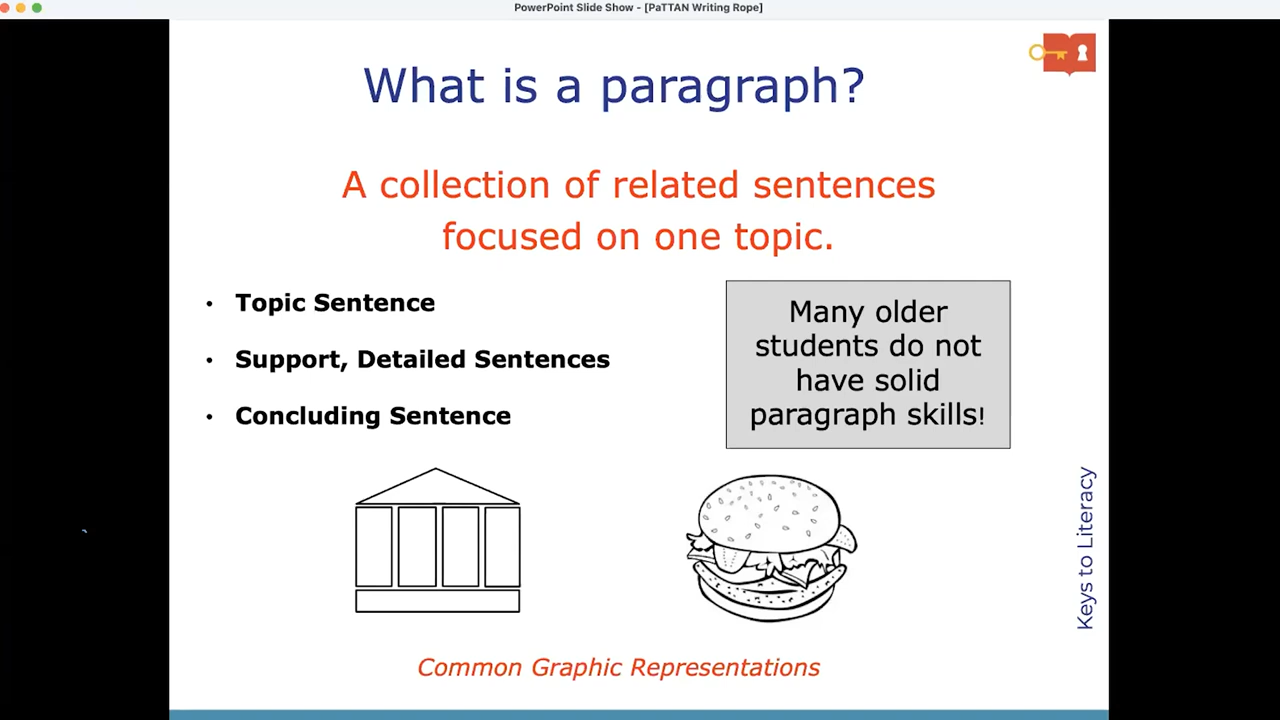 PowerPoint Slide Show - [PaTTAN Writing Rope]
What is a paragraph?
A collection of related sentences
focused on one topic.
• Topic Sentence
• Support, Detailed Sentences
• Concluding Sentence
Many older
students do not
have solid
paragraph skills!
Common Graphic Representations
Keys to Literacy